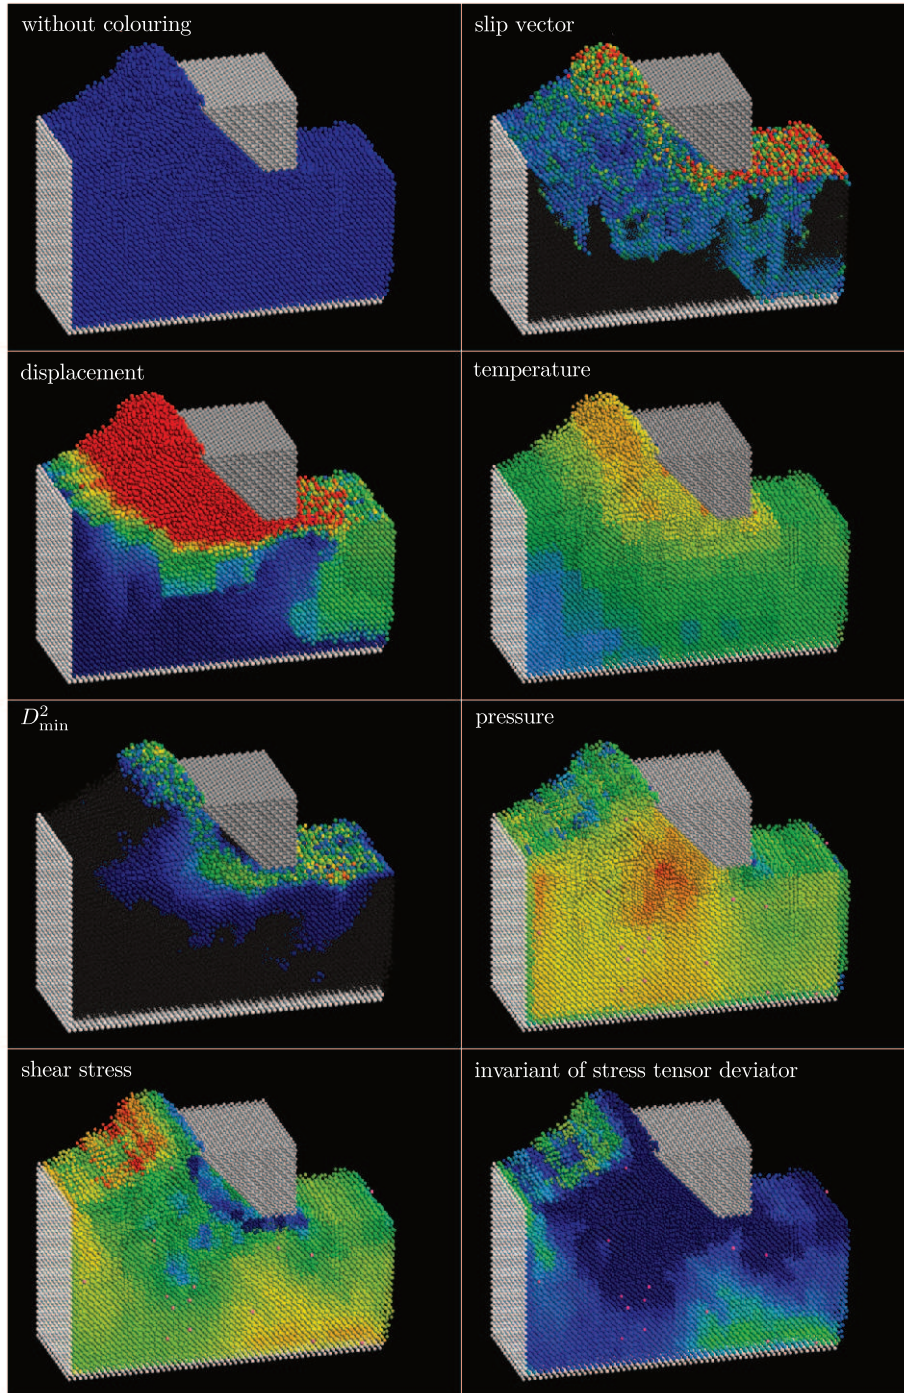 without colouring
slip vector
displacement
temperature
D²min
pressure
shear stress
invariant of stress tensor deviator